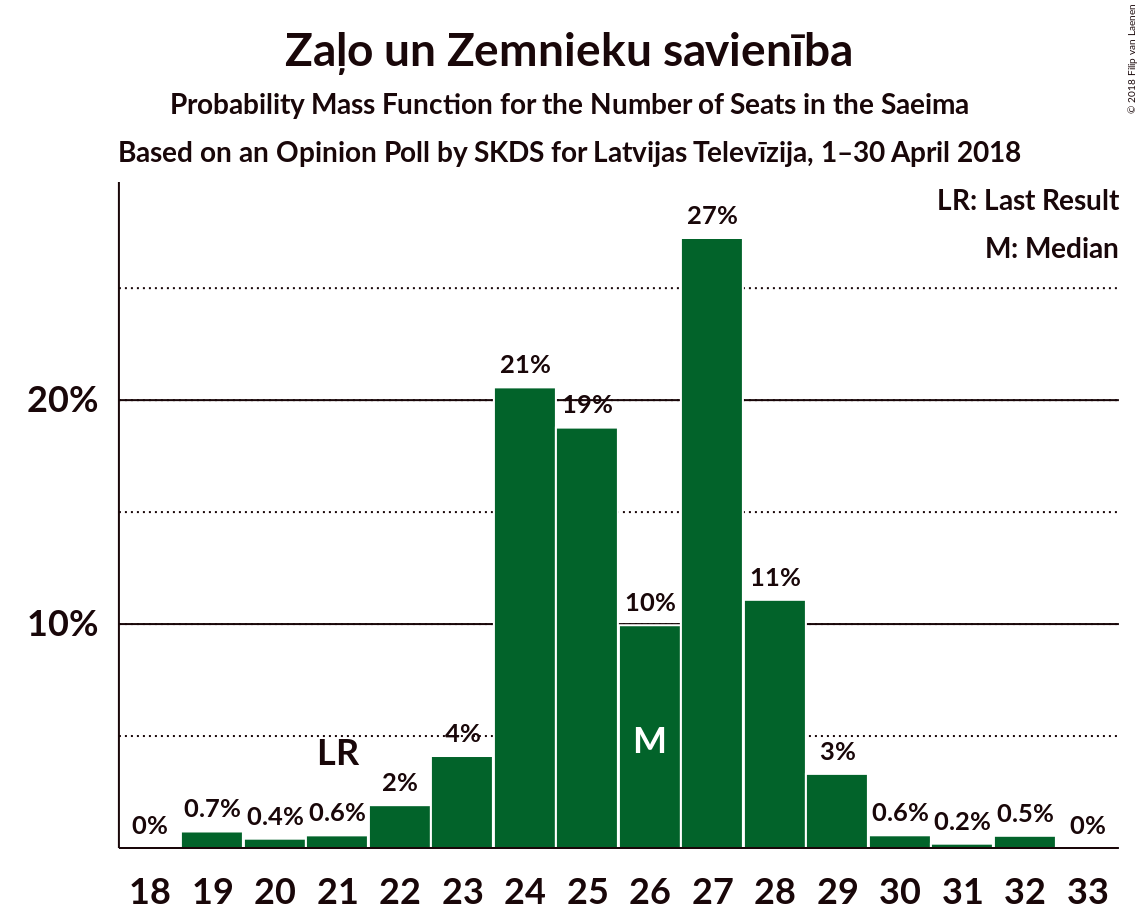 Zaļo un Zemnieku savienība
Probability Mass Function for the Number of Seats in the Saeima
Based on an Opinion Poll by SKDS for Latvijas Televīzija, 1–30 April 2018
© 2018 Filip van Laenen
LR: Last Result
M: Median
27%
21%
20%
19%
11%
10%
10%
4%
LR
M
3%
2%
0%
0.7%
0.4%
0.6%
0.6%
0.2%
0.5%
0%
18 19 20 21 22 23 24 25 26 27 28 29 30 31 32 33